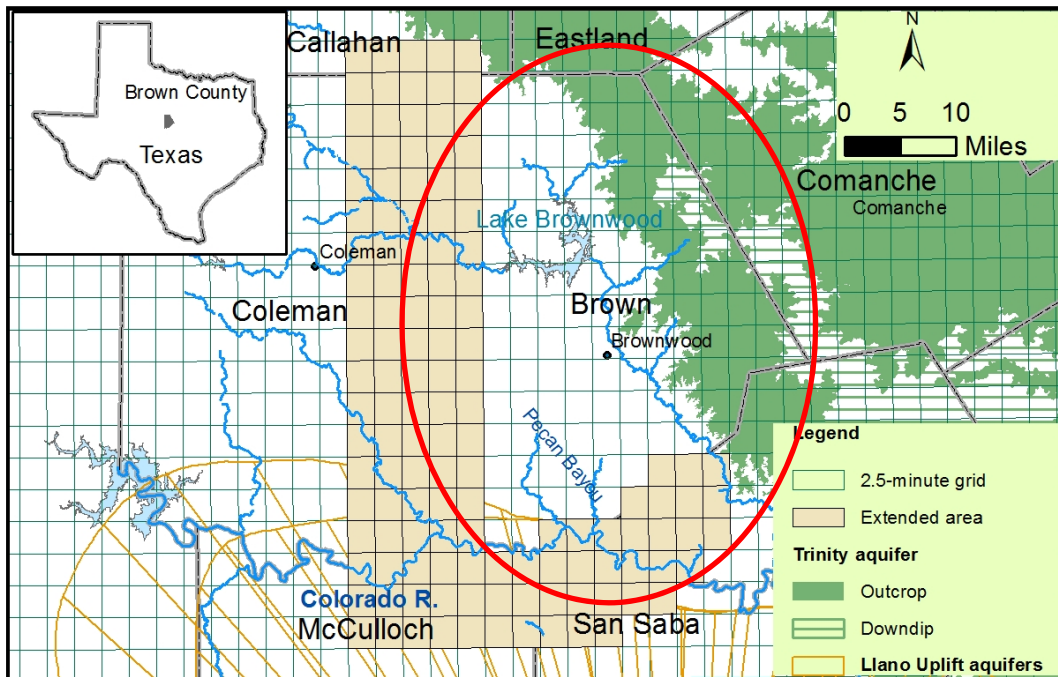 Callahan
Eastland
N
Brown County
Texas
0 5 10
Miles
Comanche
Comanche
Lake Brownwood
Coleman
Coleman
Brown
Brownwood
Pecan Bayou
Colorado R.
McCulloch
San Saba
Legend
2.5-minute grid
Extended area
Trinity aquifer
Outcrop
Downdip
Llano Uplift aquifers